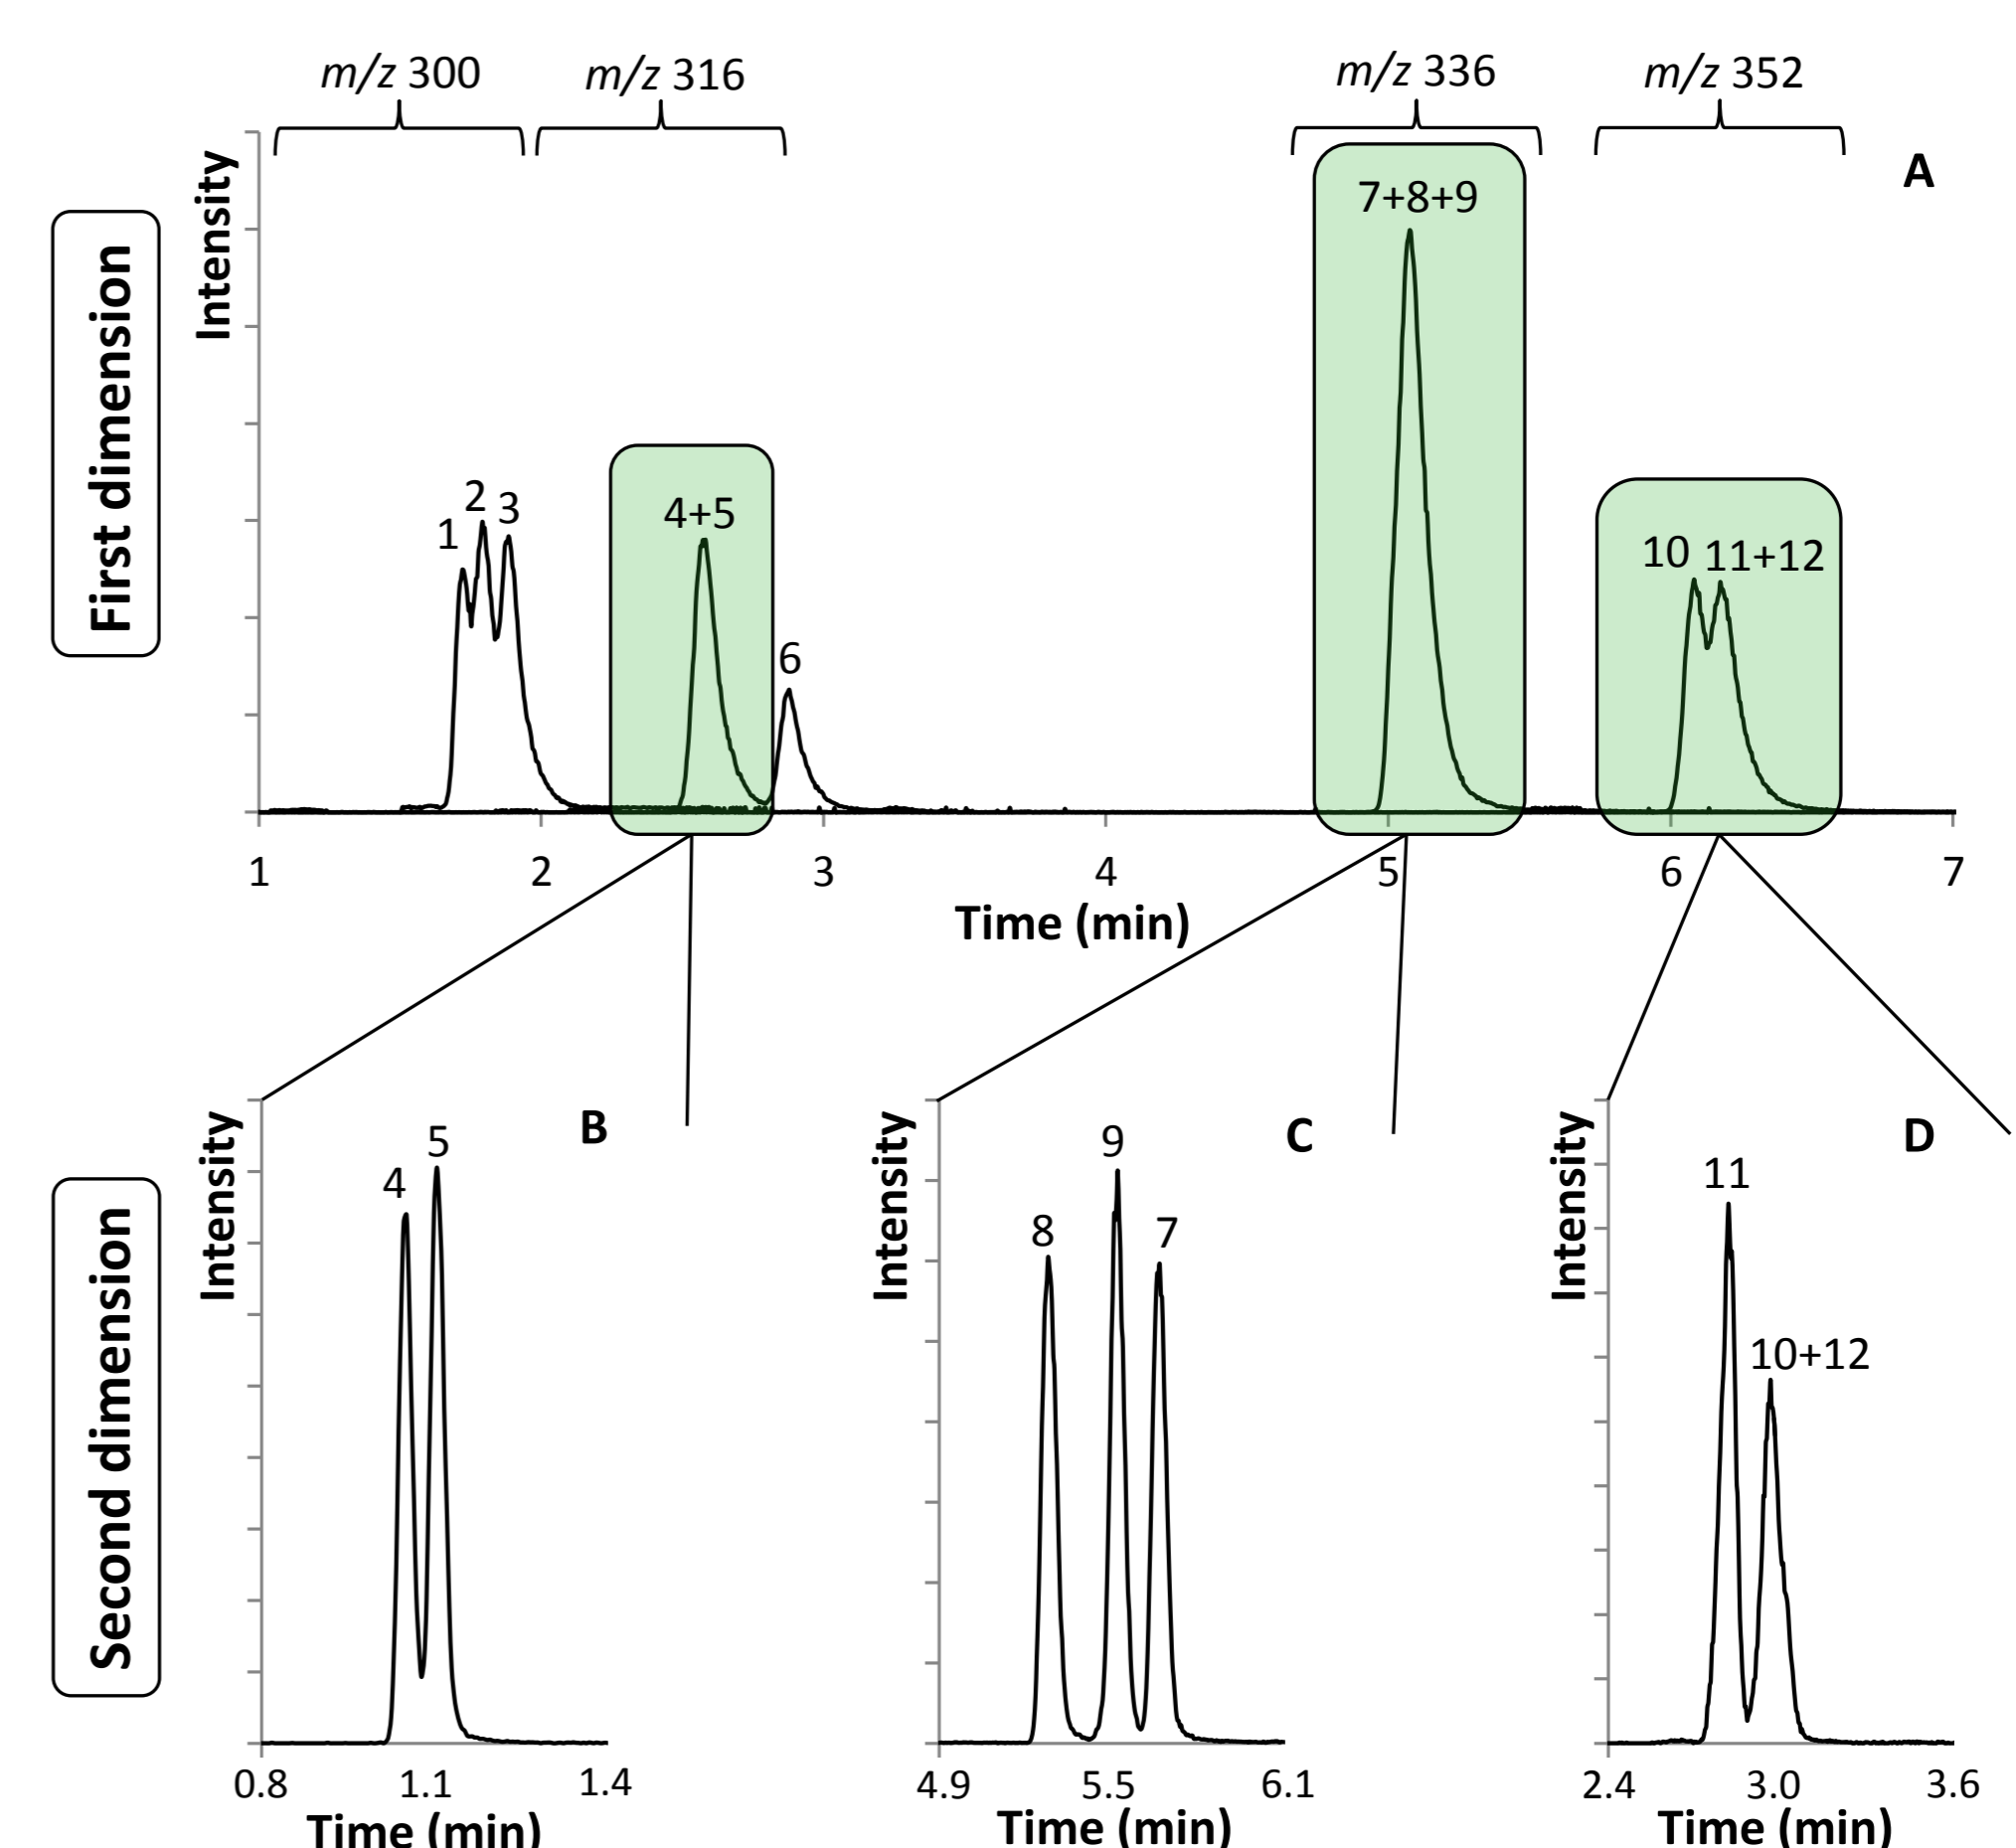 m/z 300
m/z 316
m/z 336
m/z 352
A
First dimension
Intensity
7+8+9
1
2
3
4+5
6
10
11+12
1
2
3
4
5
6
7
Time (min)
Second dimension
Intensity
B
4
5
0.8
1.1
1.4
Time (min)
Intensity
C
8
9
7
4.9
5.5
6.1
Time (min)
Intensity
D
11
10+12
2.4
3.0
3.6
Time (min)